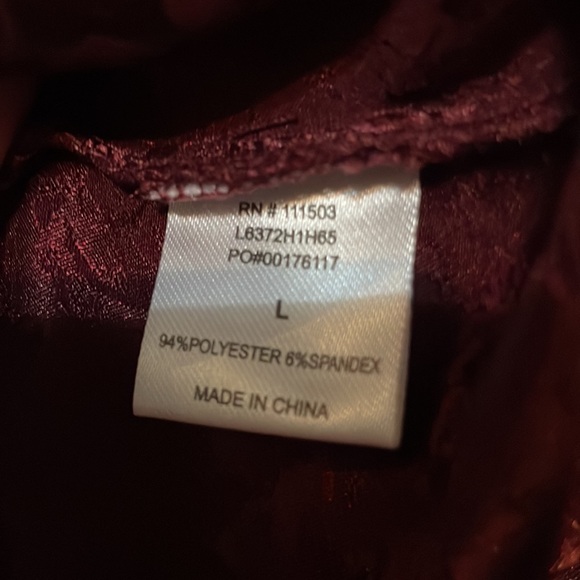 RN # 111503
L6372H1H65
PO#00176117
L
94%POLYESTER 6%SPANDEX
MADE IN CHINA